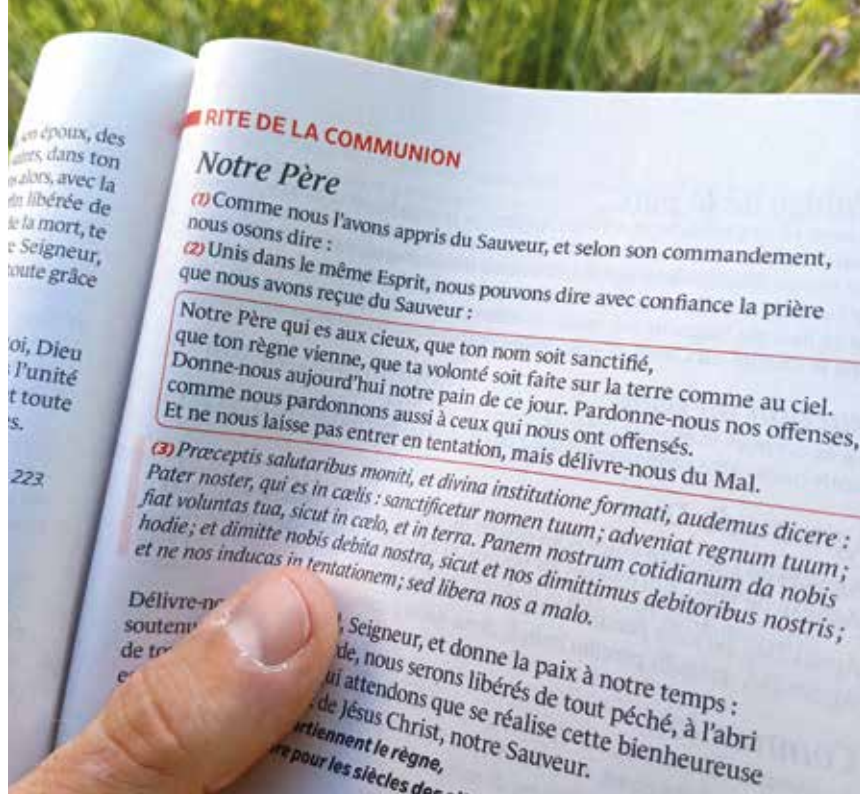 époux, des
dans ton
alors, avec la
libérée de
de la mort, te
Seigneur,
toute grâce
Dieu
l'unité
t toute
s.
223
RITE DE LA COMMUNION
Notre Père
(1) Comme nous l'avons appris du Sauveur, et selon son commandement,
nous osons dire :
(2) Unis dans le même Esprit, nous pouvons dire avec confiance la prière
que nous avons reçue du Sauveur :
Notre Père qui es aux cieux, que ton nom soit sanctifié,
que ton règne vienne, que ta volonté soit faite sur la terre comme au ciel.
Donne-nous aujourd'hui notre pain de ce jour. Pardonne-nous nos offenses,
comme nous pardonnons aussi à ceux qui nous ont offensés.
Et ne nous laisse pas entrer en tentation, mais délivre-nous du Mal.
(3) Præceptis salutaribus moniti, et divina institutione formati, audemus dicere :
Pater noster, qui es in cælis : sanctificetur nomen tuum ; adveniat regnum tuum ;
fiat voluntas tua, sicut in cælo, et in terra. Panem nostrum cotidianum da nobis
hodie ; et dimitte nobis debita nostra, sicut et nos dimittimus debitoribus nostris ;
et ne nos inducas in tentationem ; sed libera nos a malo.
Seigneur, et donne la paix à notre temps :
nous serons libérés de tout péché, à l'abri
attendons que se réalise cette bienheureuse
de Jésus Christ, notre Sauveur.
le règne,
pour les siècles